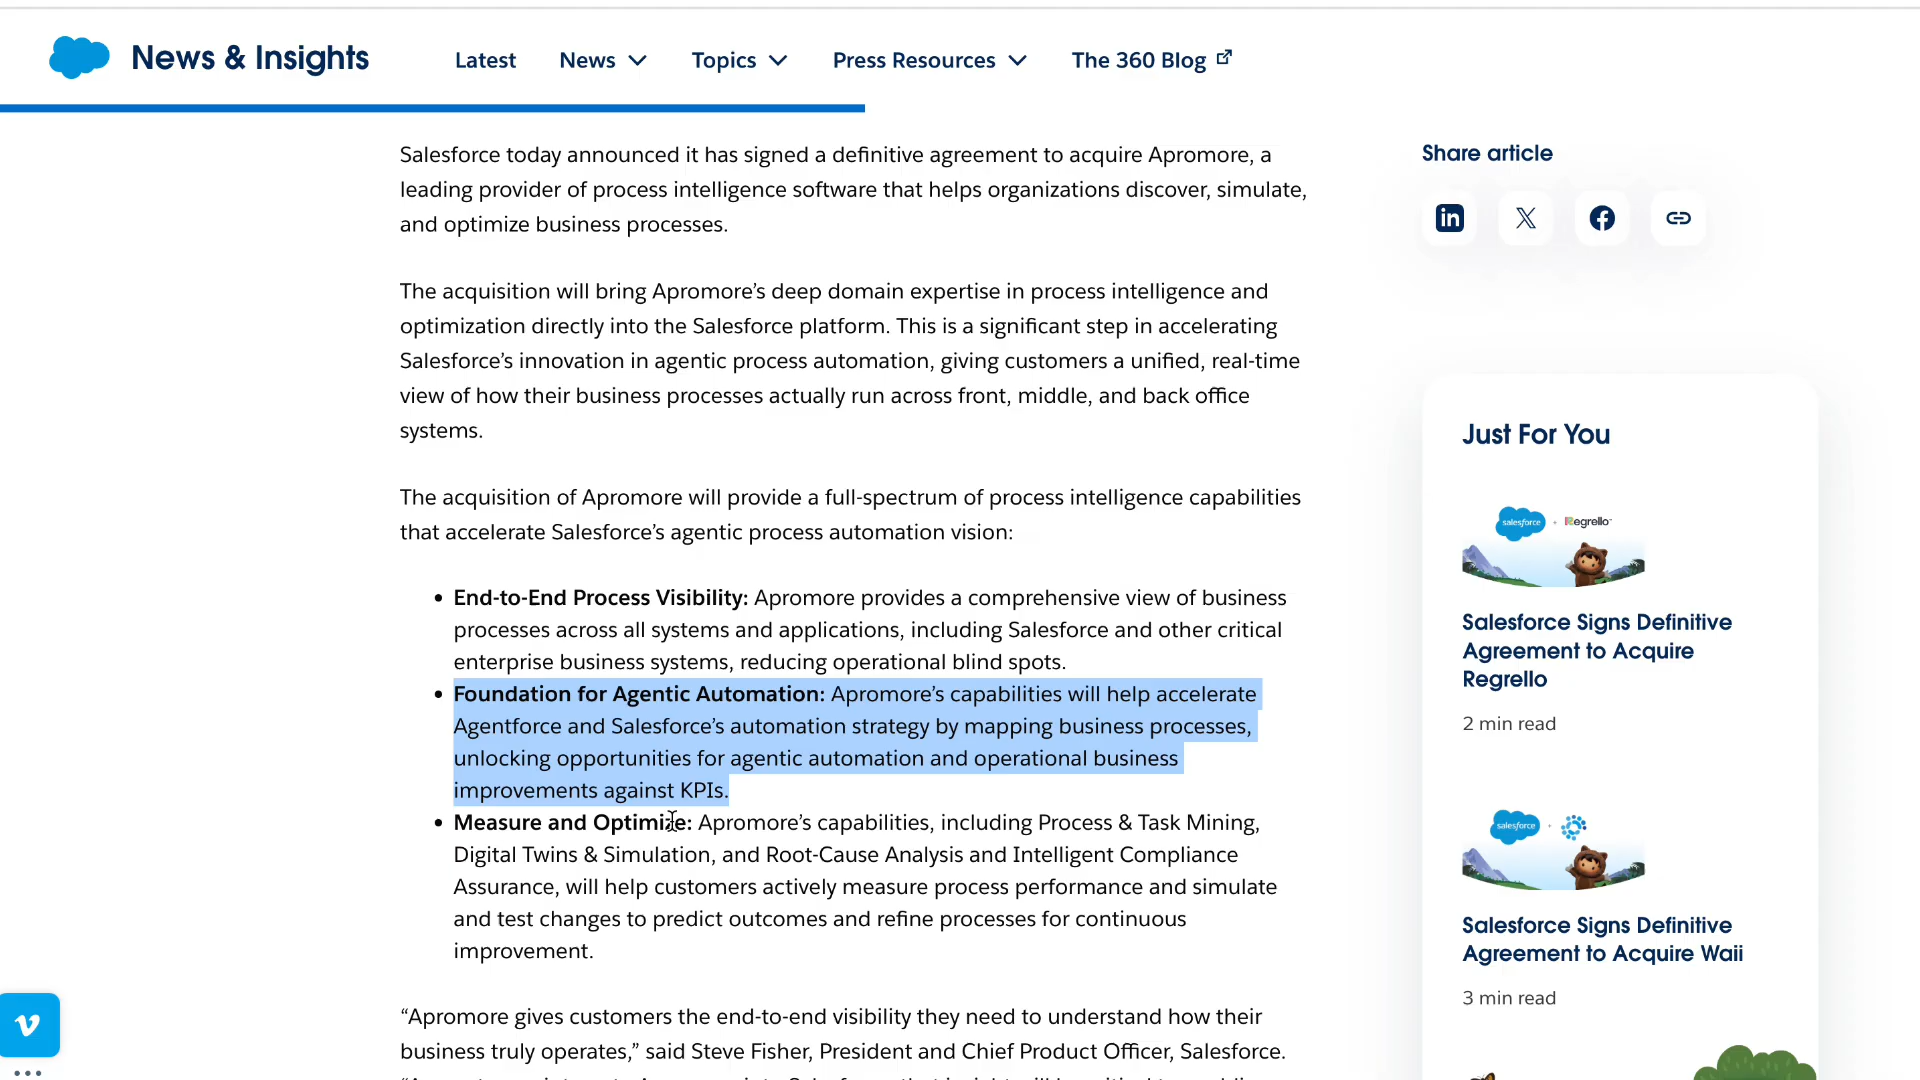 News & Insights
Latest
News
Topics
Press Resources
The 360 Blog
Salesforce today announced it has signed a definitive agreement to acquire Apromore, a
leading provider of process intelligence software that helps organizations discover, simulate,
and optimize business processes.
The acquisition will bring Apromore’s deep domain expertise in process intelligence and
optimization directly into the Salesforce platform. This is a significant step in accelerating
Salesforce’s innovation in agentic process automation, giving customers a unified, real-time
view of how their business processes actually run across front, middle, and back office
systems.
The acquisition of Apromore will provide a full-spectrum of process intelligence capabilities
that accelerate Salesforce’s agentic process automation vision:
• End-to-End Process Visibility: Apromore provides a comprehensive view of business
processes across all systems and applications, including Salesforce and other critical
enterprise business systems, reducing operational blind spots.
• Foundation for Agentic Automation: Apromore’s capabilities will help accelerate
Agentforce and Salesforce’s automation strategy by mapping business processes,
unlocking opportunities for agentic automation and operational business
improvements against KPIs.
• Measure and Optimize: Apromore’s capabilities, including Process & Task Mining,
Digital Twins & Simulation, and Root-Cause Analysis and Intelligent Compliance
Assurance, will help customers actively measure process performance and simulate
and test changes to predict outcomes and refine processes for continuous
improvement.
“Apromore gives customers the end-to-end visibility they need to understand how their
business truly operates,” said Steve Fisher, President and Chief Product Officer, Salesforce.
Share article
Just For You
salesforce
Regrello
Salesforce Signs Definitive
Agreement to Acquire
Regrello
2 min read
salesforce
Salesforce Signs Definitive
Agreement to Acquire Waii
3 min read